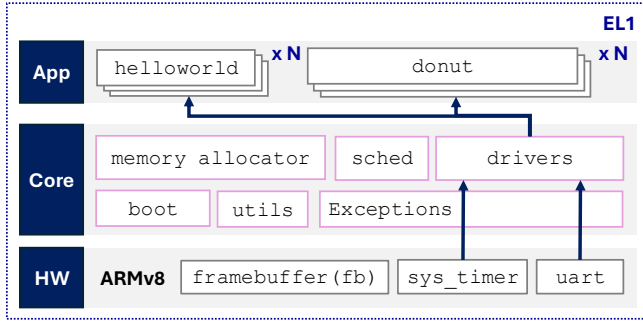 EL1
App
helloworld
x N
donut
x N
Core
memory allocator
sched
drivers
boot
utils
Exceptions
HW
ARMv8
framebuffer(fb)
sys_timer
uart